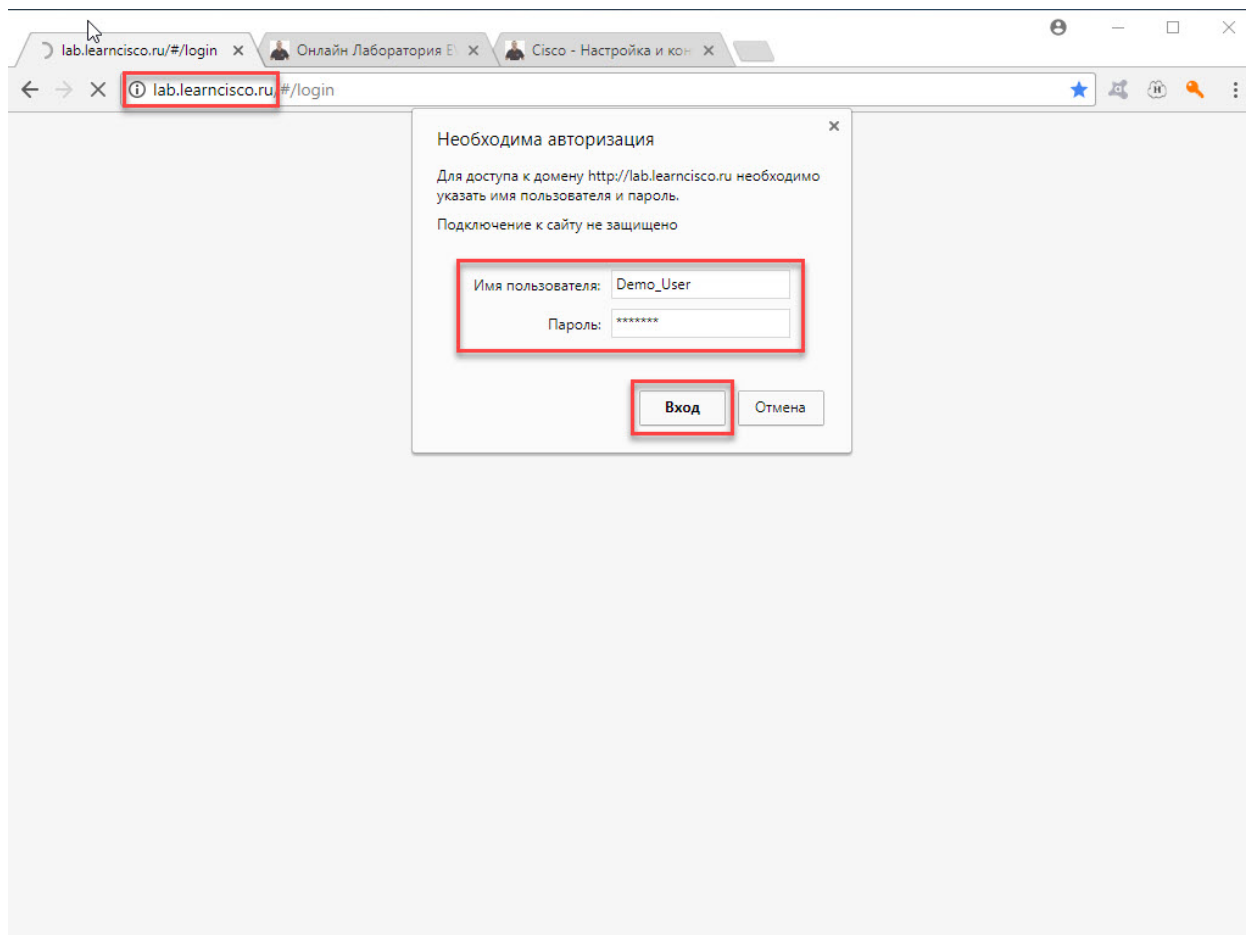 lab.learncisco.ru/#/login
Онлайн Лаборатория E
Cisco - Настройка и кон
lab.learncisco.ru/#/login
Необходима авторизация
Для доступа к домену http://lab.learncisco.ru необходимо
указать имя пользователя и пароль.
Подключение к сайту не защищено
Имя пользователя: Demo_User
Пароль: *******
Вход Отмена